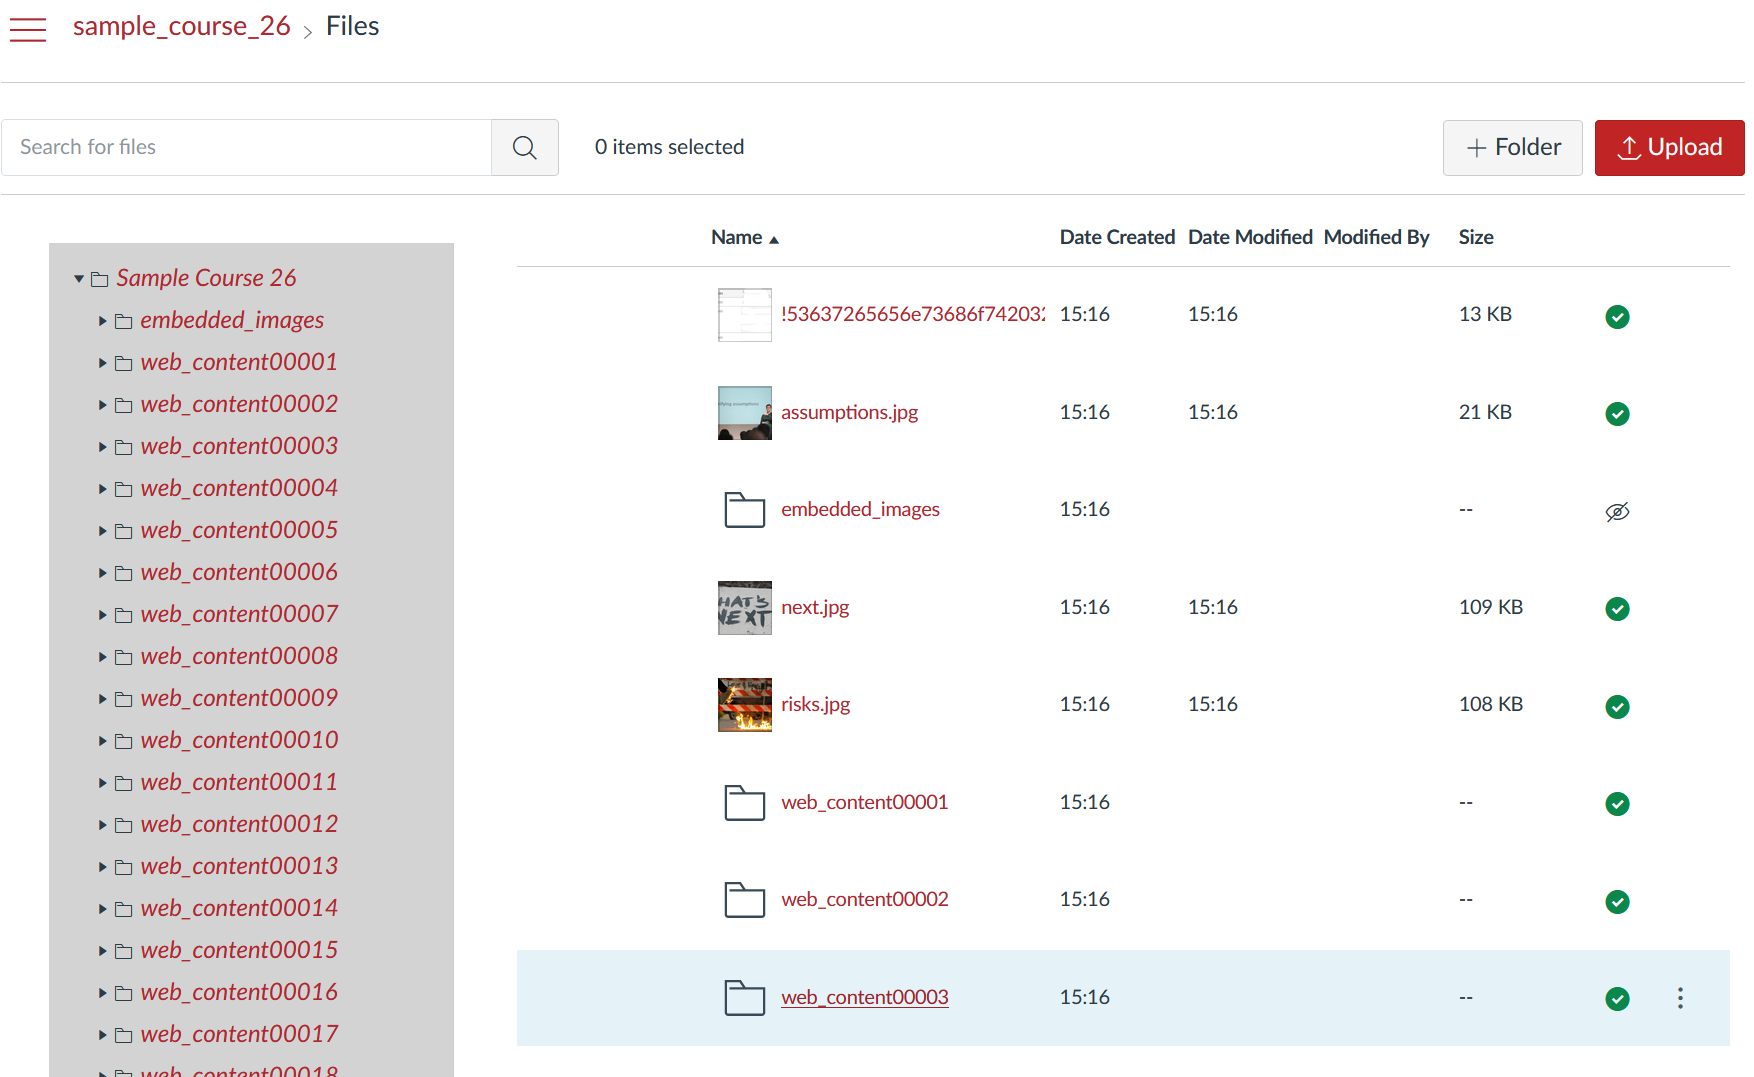 sample_course_26 > Files
Search for files
0 items selected
+ Folder
Upload
Sample Course 26
embedded_images
web_content00001
web_content00002
web_content00003
web_content00004
web_content00005
web_content00006
web_content00007
web_content00008
web_content00009
web_content00010
web_content00011
web_content00012
web_content00013
web_content00014
web_content00015
web_content00016
web_content00017
web_content00018
Name Date Created Date Modified Modified By Size
!53637265656e73686f742032 15:16 15:16 13 KB
assumptions.jpg 15:16 15:16 21 KB
embedded_images 15:16 --
next.jpg 15:16 15:16 109 KB
risks.jpg 15:16 15:16 108 KB
web_content00001 15:16 --
web_content00002 15:16 --
web_content00003 15:16 --